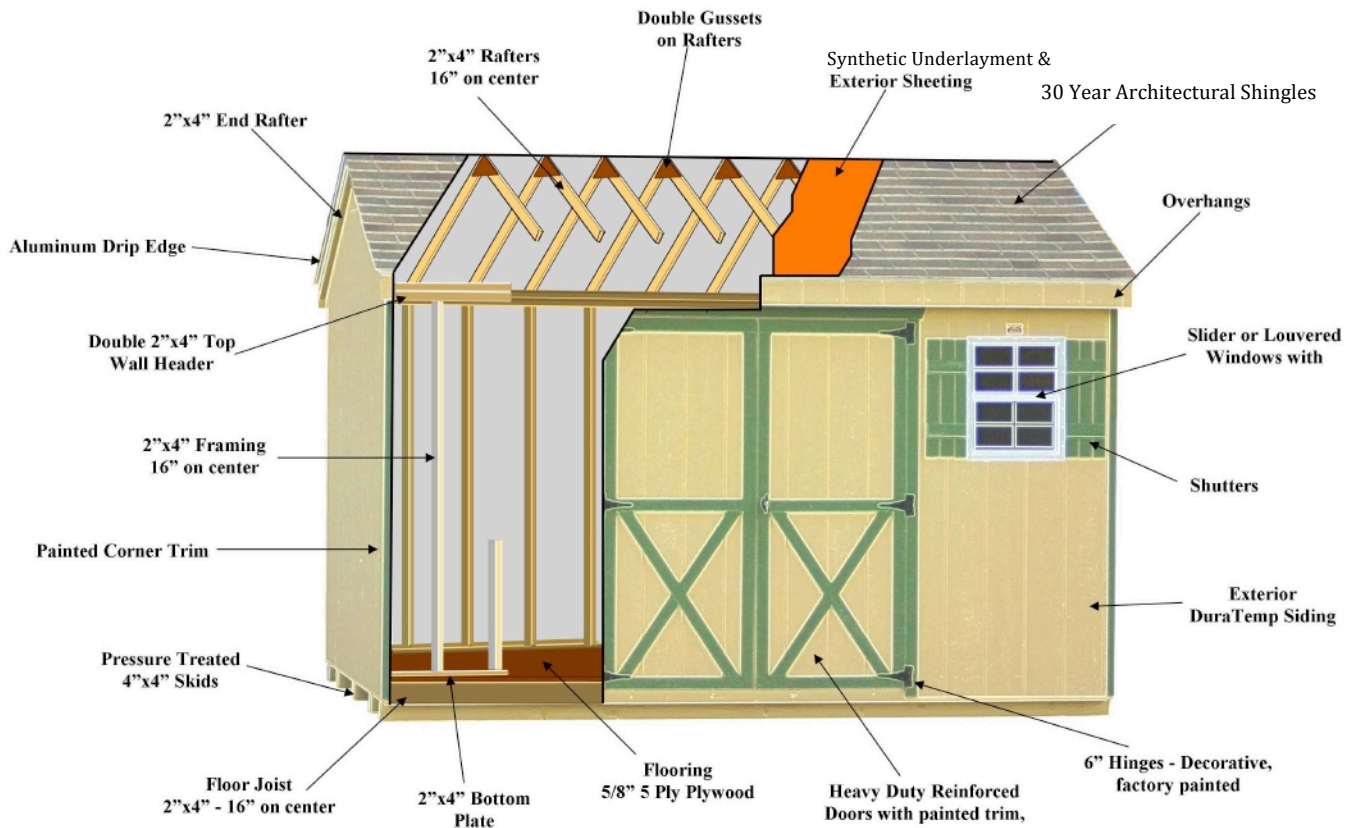 Double Gussets
on Rafters
2”x4” Rafters
16” on center
Synthetic Underlayment &
Exterior Sheeting
30 Year Architectural Shingles
2”x4” End Rafter
Overhangs
Aluminum Drip Edge
Double 2”x4” Top
Wall Header
Slider or Louvered
Windows with
2”x4” Framing
16” on center
Shutters
Painted Corner Trim
Exterior
DuraTemp Siding
Pressure Treated
4”x4” Skids
Floor Joist
2”x4” - 16” on center
2”x4” Bottom
Plate
Flooring
5/8” 5 Ply Plywood
Heavy Duty Reinforced
Doors with painted trim,
6” Hinges - Decorative,
factory painted